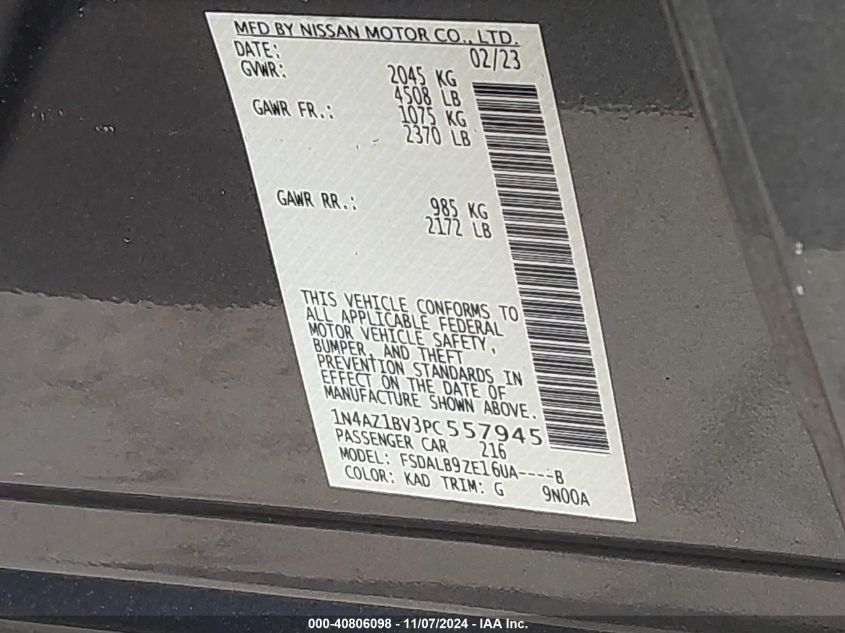 MFD BY NISSAN MOTOR CO., LTD.
DATE: 02/23
GVWR: 2045 KG
4508 LB
GAWR FR.: 1075 KG
2370 LB
GAWR RR.: 985 KG
2172 LB
THIS VEHICLE CONFORMS TO
ALL APPLICABLE FEDERAL
MOTOR VEHICLE SAFETY,
BUMPER, AND THEFT
PREVENTION STANDARDS IN
EFFECT ON THE DATE OF
MANUFACTURE SHOWN ABOVE.
1N4AZ1BV3PC557945
PASSENGER CAR 216
MODEL: FSDALB9ZE16UA----B
COLOR: KAD TRIM: G 9N00A
000-40806098 - 11/07/2024 - IAA Inc.